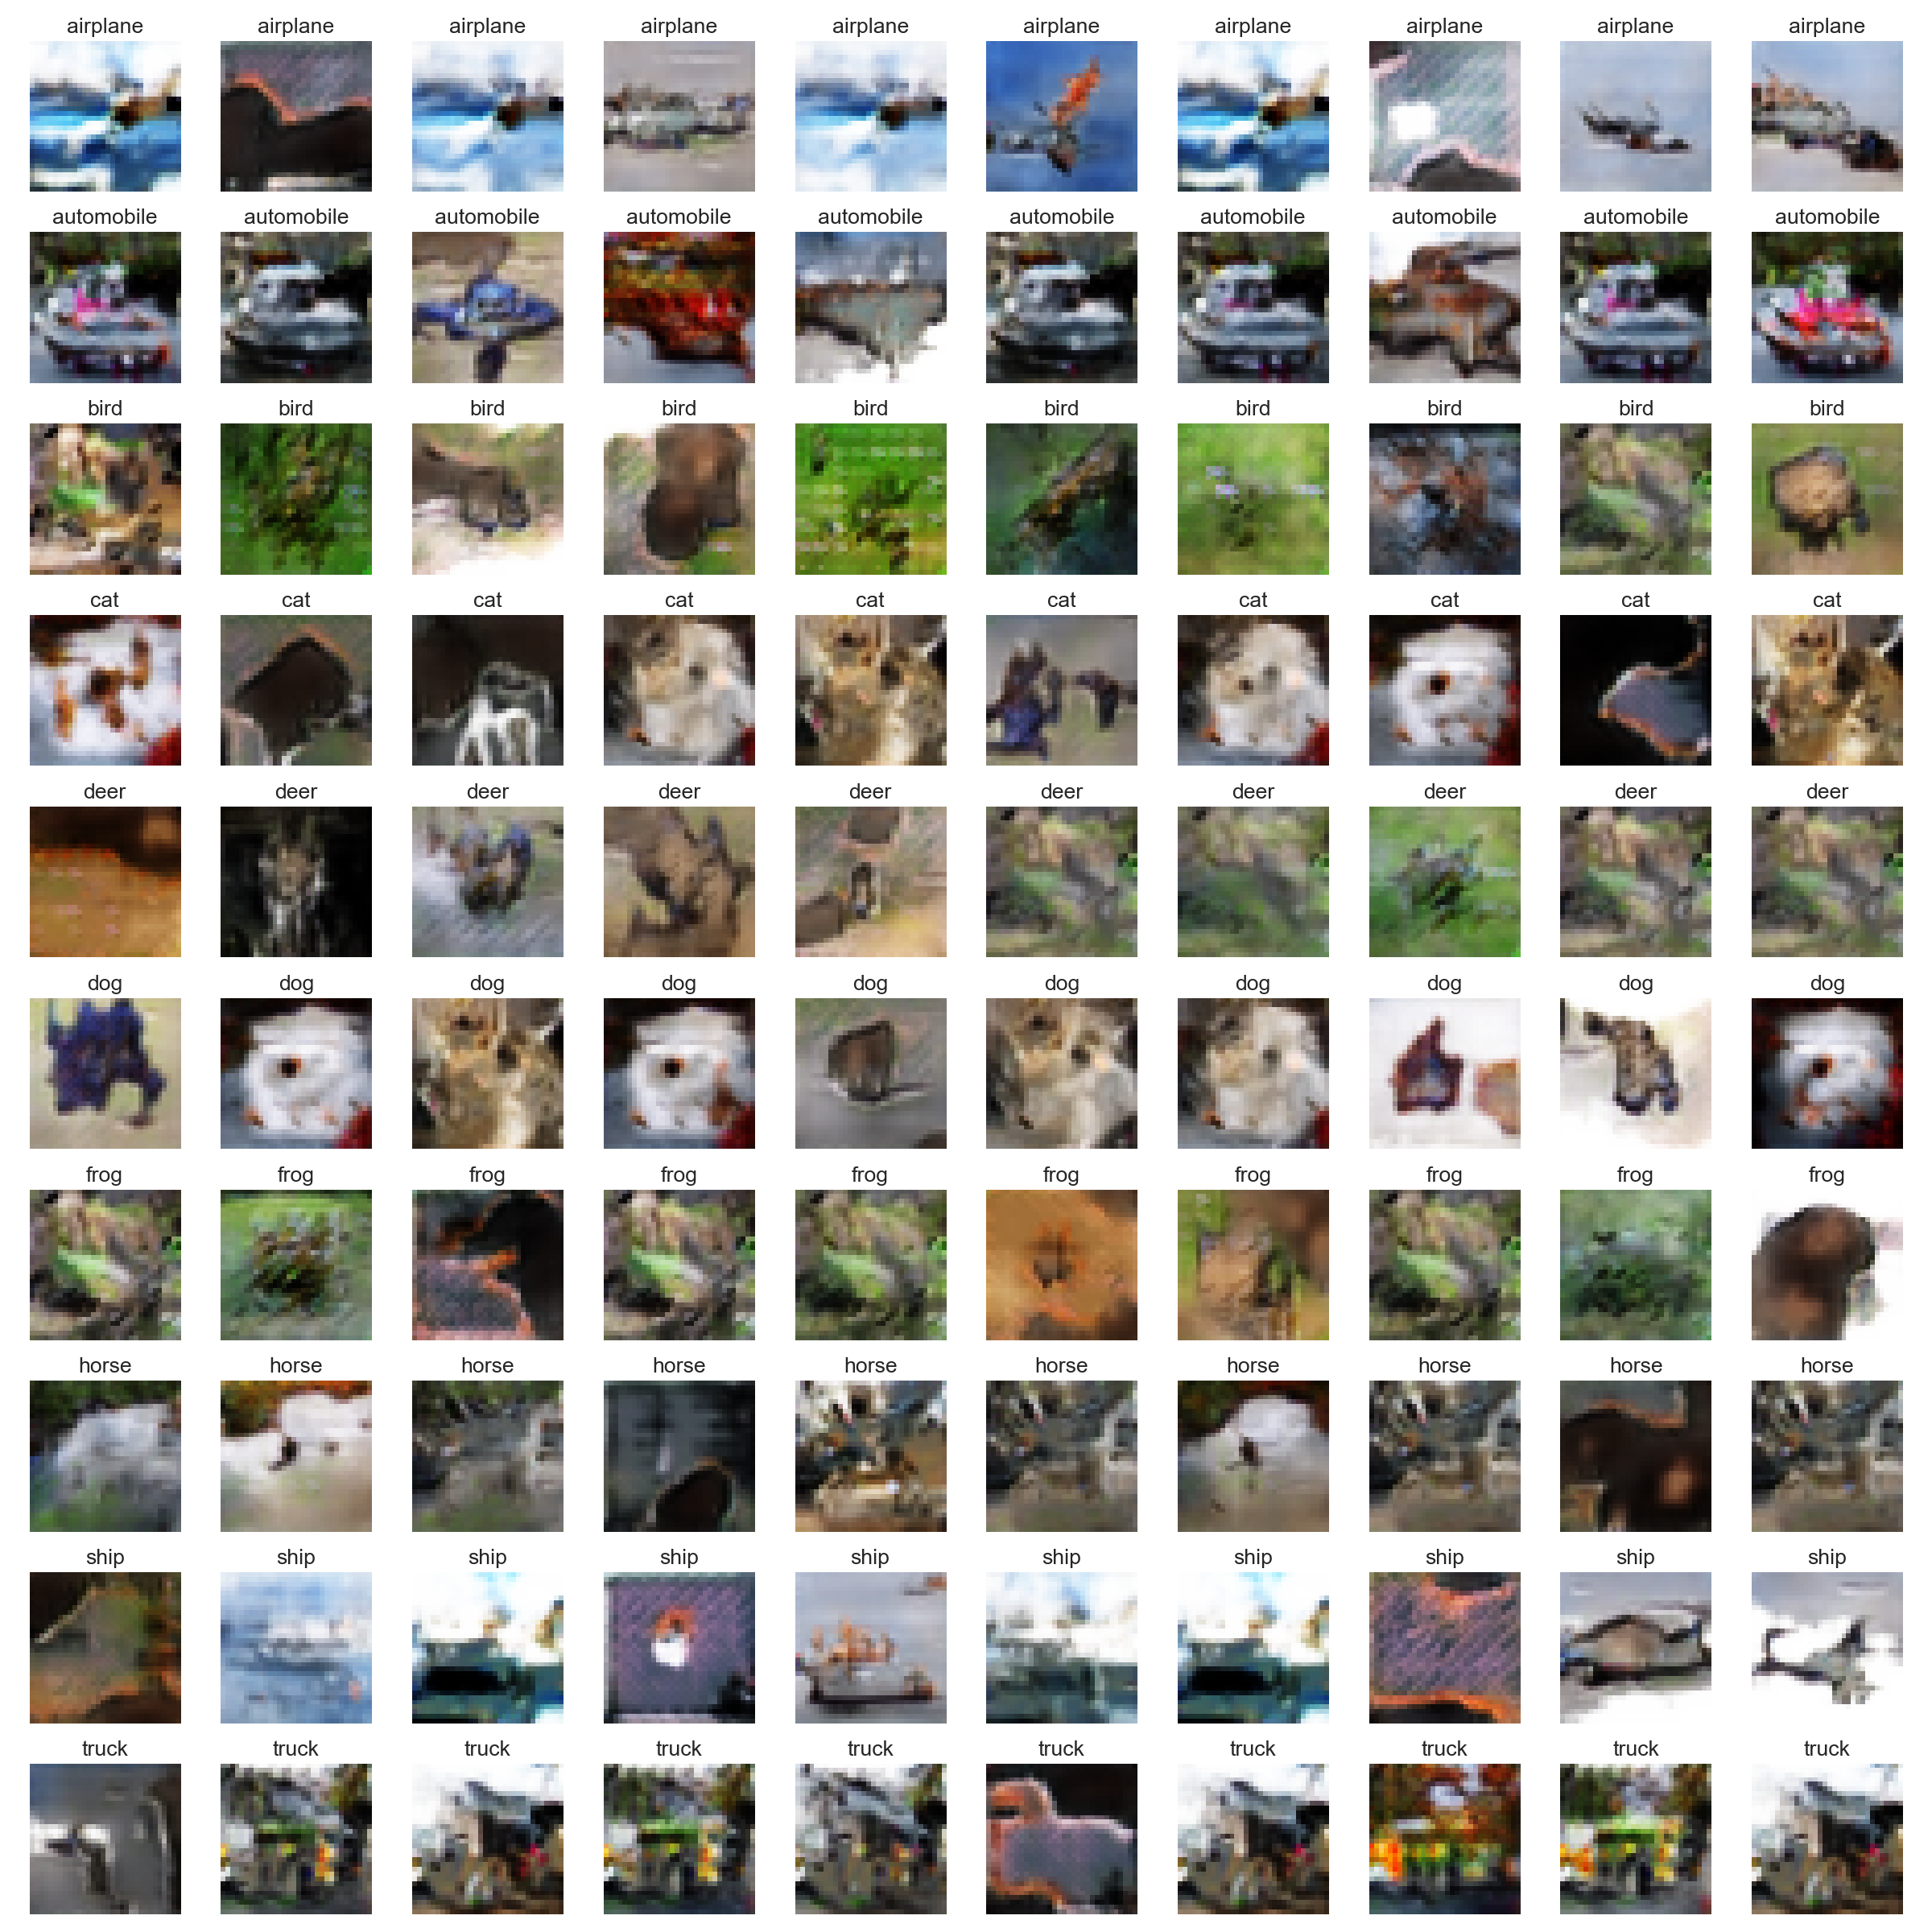 airplane airplane airplane airplane airplane airplane airplane airplane airplane airplane
automobile automobile automobile automobile automobile automobile automobile automobile automobile automobile
bird bird bird bird bird bird bird bird bird bird
cat cat cat cat cat cat cat cat cat cat
deer deer deer deer deer deer deer deer deer deer
dog dog dog dog dog dog dog dog dog dog
frog frog frog frog frog frog frog frog frog frog
horse horse horse horse horse horse horse horse horse horse
ship ship ship ship ship ship ship ship ship ship
truck truck truck truck truck truck truck truck truck truck